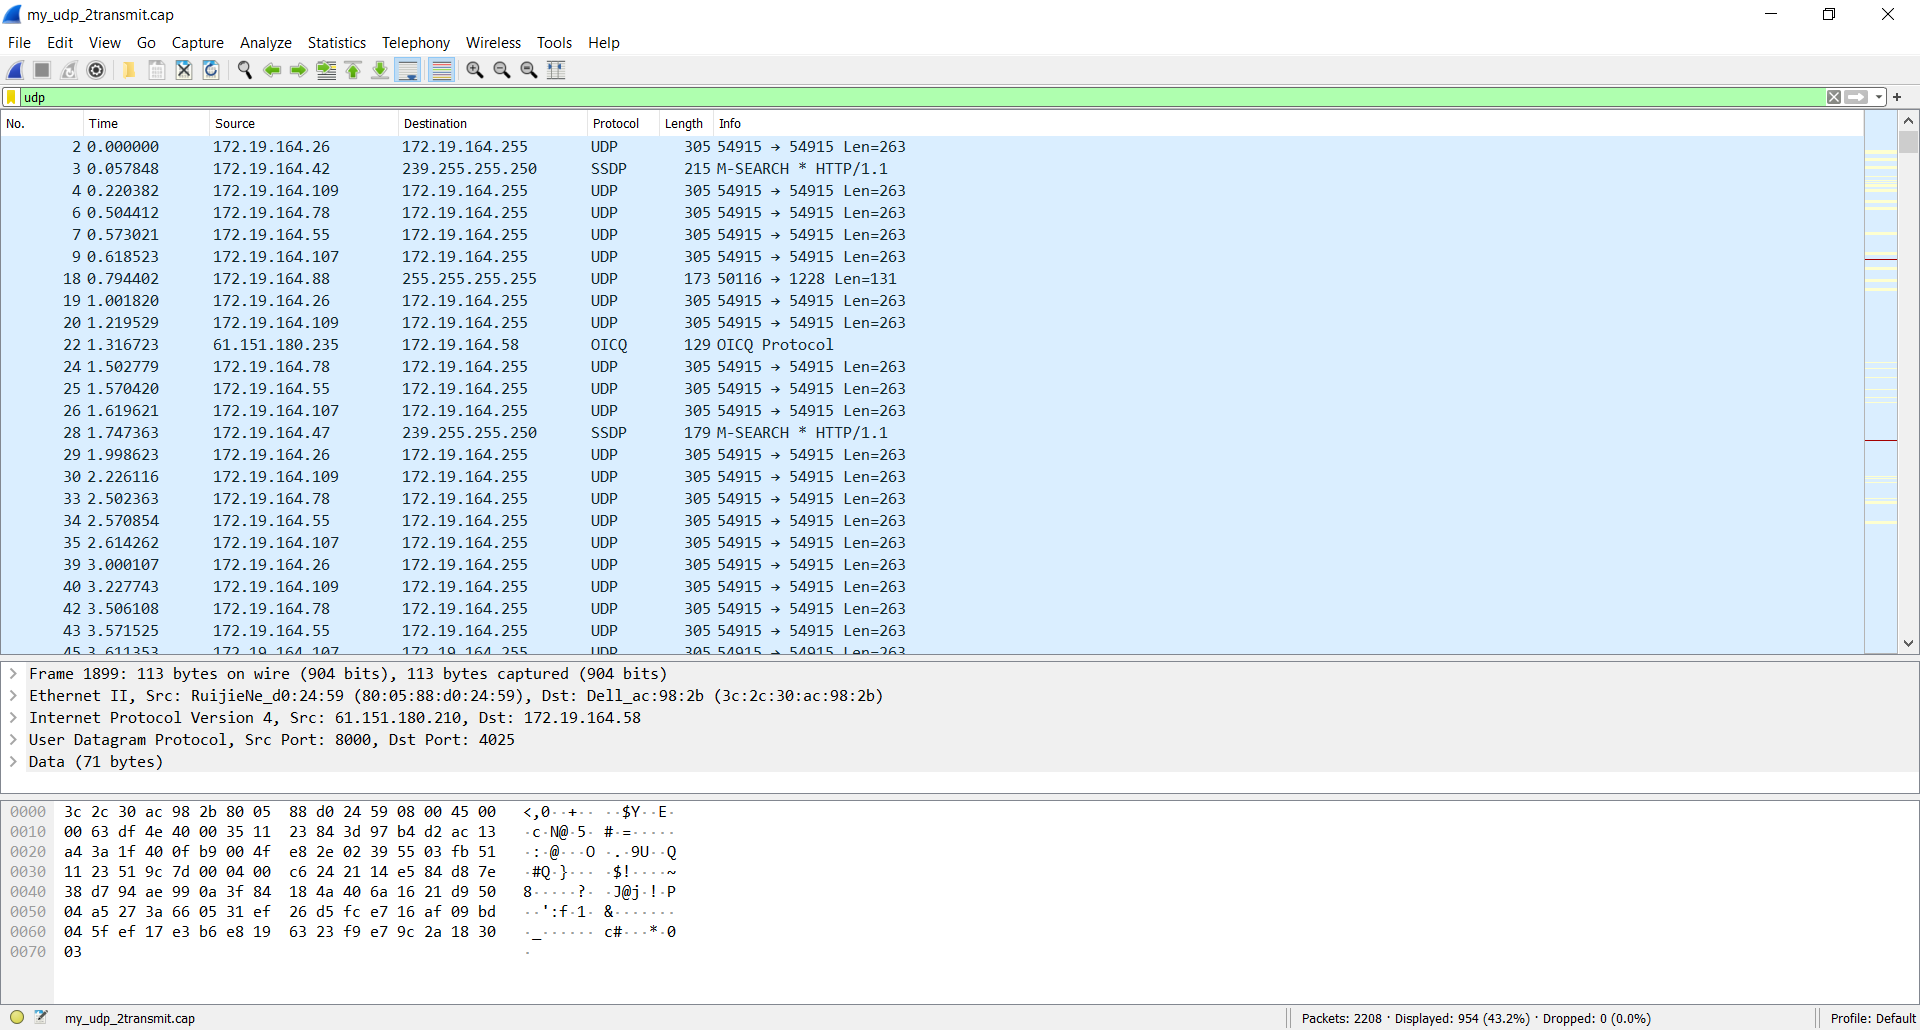 my_udp_2transmit.cap
File Edit View Go Capture Analyze Statistics Telephony Wireless Tools Help
udp
No. Time Source Destination Protocol Length Info
2 0.000000 172.19.164.26 172.19.164.255 UDP 305 54915 → 54915 Len=263
3 0.057848 172.19.164.42 239.255.255.250 SSDP 215 M-SEARCH * HTTP/1.1
4 0.220382 172.19.164.109 172.19.164.255 UDP 305 54915 → 54915 Len=263
6 0.504412 172.19.164.78 172.19.164.255 UDP 305 54915 → 54915 Len=263
7 0.573021 172.19.164.55 172.19.164.255 UDP 305 54915 → 54915 Len=263
9 0.618523 172.19.164.107 172.19.164.255 UDP 305 54915 → 54915 Len=263
18 0.794402 172.19.164.88 255.255.255.255 UDP 173 50116 → 1228 Len=131
19 1.001820 172.19.164.26 172.19.164.255 UDP 305 54915 → 54915 Len=263
20 1.219529 172.19.164.109 172.19.164.255 UDP 305 54915 → 54915 Len=263
22 1.316723 61.151.180.235 172.19.164.58 OICQ 129 OICQ Protocol
24 1.502779 172.19.164.78 172.19.164.255 UDP 305 54915 → 54915 Len=263
25 1.570420 172.19.164.55 172.19.164.255 UDP 305 54915 → 54915 Len=263
26 1.619621 172.19.164.107 172.19.164.255 UDP 305 54915 → 54915 Len=263
28 1.747363 172.19.164.47 239.255.255.250 SSDP 179 M-SEARCH * HTTP/1.1
29 1.998623 172.19.164.26 172.19.164.255 UDP 305 54915 → 54915 Len=263
30 2.226116 172.19.164.109 172.19.164.255 UDP 305 54915 → 54915 Len=263
33 2.502363 172.19.164.78 172.19.164.255 UDP 305 54915 → 54915 Len=263
34 2.570854 172.19.164.55 172.19.164.255 UDP 305 54915 → 54915 Len=263
35 2.614262 172.19.164.107 172.19.164.255 UDP 305 54915 → 54915 Len=263
39 3.000107 172.19.164.26 172.19.164.255 UDP 305 54915 → 54915 Len=263
40 3.227743 172.19.164.109 172.19.164.255 UDP 305 54915 → 54915 Len=263
42 3.506108 172.19.164.78 172.19.164.255 UDP 305 54915 → 54915 Len=263
43 3.571525 172.19.164.55 172.19.164.255 UDP 305 54915 → 54915 Len=263
45 3.611353 172.19.164.107 172.19.164.255 UDP 305 54915 → 54915 Len=263
Frame 1899: 113 bytes on wire (904 bits), 113 bytes captured (904 bits)
Ethernet II, Src: RuijieNe_d0:24:59 (80:05:88:d0:24:59), Dst: Dell_ac:98:2b (3c:2c:30:ac:98:2b)
Internet Protocol Version 4, Src: 61.151.180.210, Dst: 172.19.164.58
User Datagram Protocol, Src Port: 8000, Dst Port: 4025
Data (71 bytes)
0000 3c 2c 30 ac 98 2b 80 05 88 d0 24 59 08 00 45 00 <,0··+·· ··$Y··E·
0010 00 63 df 4e 40 00 35 11 23 84 3d 97 b4 d2 ac 13 ·c·N@·5· #·=·····
0020 a4 3a 1f 40 0f b9 00 4f e8 2e 02 39 55 03 fb 51 ·:·@···O ·.·9U··Q
0030 11 23 51 9c 7d 00 04 00 c6 24 21 14 e5 84 d8 7e ·#Q·}··· ·$!····~
0040 38 d7 94 ae 99 0a 3f 84 18 4a 40 6a 16 21 d9 50 8·····?· ·J@j·!·P
0050 04 a5 27 3a 66 05 31 ef 26 d5 fc e7 16 af 09 bd ··':f·1· &·······
0060 04 5f ef 17 e3 b6 e8 19 63 23 f9 e7 9c 2a 18 30 ·_······ c#···*·0
0070 03 ·
my_udp_2transmit.cap Packets: 2208 · Displayed: 954 (43.2%) · Dropped: 0 (0.0%) Profile: Default